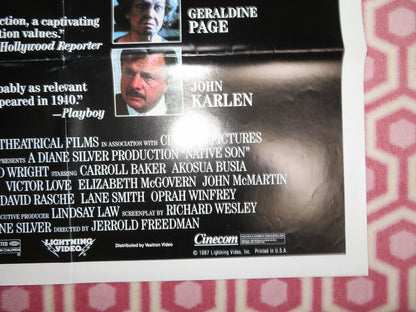 ction, a captivating
tion values."
Hollywood Reporter
GERALDINE
PAGE
bably as relevant
ppeared in 1940."
—Playboy
JOHN
KARLEN
THEATRICAL FILMS IN ASSOCIATION WITH PICTURES
PRESENTS A DIANE SILVER PRODUCTION "NATIVE SON"
D WRIGHT STARRING CARROLL BAKER AKOSUA BUSIA
VICTOR LOVE ELIZABETH McGOVERN JOHN McMARTIN
DAVID RASCHE LANE SMITH OPRAH WINFREY
ECUTIVE PRODUCER LINDSAY LAW SCREENPLAY BY RICHARD WESLEY
NE SILVER DIRECTED BY JERROLD FREEDMAN
LIGHTNING
VIDEO
Distributed by Vestron Video
Cinecom
© 1987 Lightning Video, Inc. Printed in U.S.A.